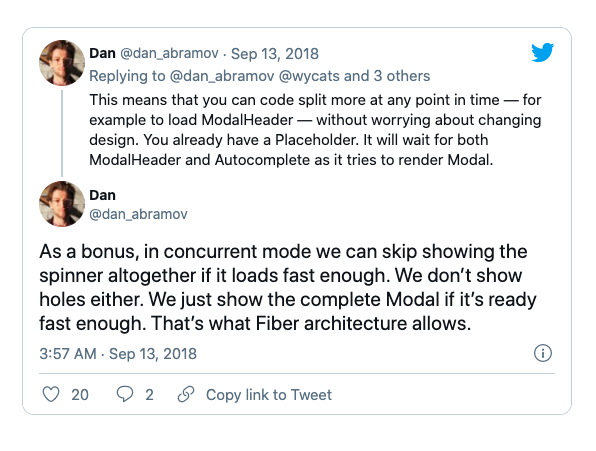 Dan @dan_abramov · Sep 13, 2018
Replying to @dan_abramov @wycats and 3 others
This means that you can code split more at any point in time — for
example to load ModalHeader — without worrying about changing
design. You already have a Placeholder. It will wait for both
ModalHeader and Autocomplete as it tries to render Modal.
Dan
@dan_abramov
As a bonus, in concurrent mode we can skip showing the
spinner altogether if it loads fast enough. We don’t show
holes either. We just show the complete Modal if it’s ready
fast enough. That’s what Fiber architecture allows.
3:57 AM · Sep 13, 2018
20 2 Copy link to Tweet